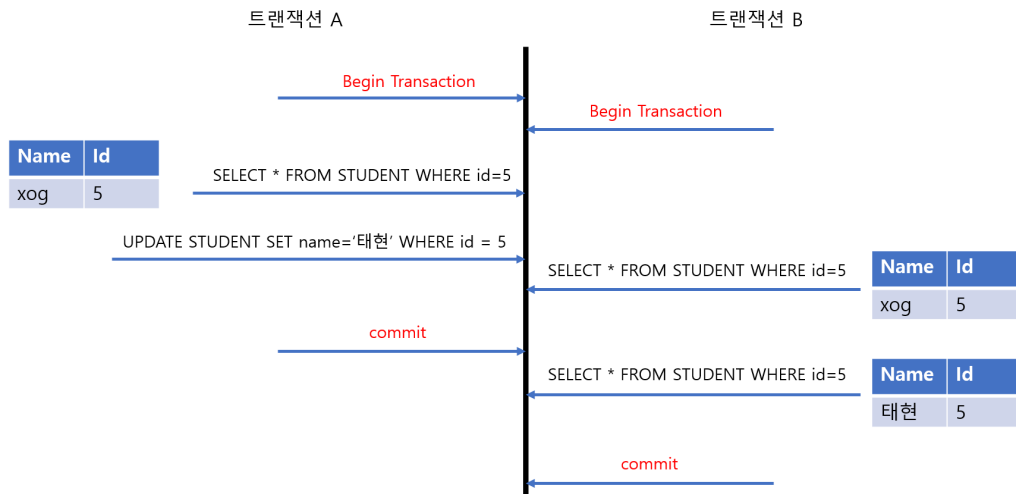 트랜잭션 A
트랜잭션 B
Begin Transaction
Begin Transaction
Name Id
xog 5
SELECT * FROM STUDENT WHERE id=5
UPDATE STUDENT SET name=‘태현’ WHERE id = 5
SELECT * FROM STUDENT WHERE id=5
Name Id
xog 5
commit
SELECT * FROM STUDENT WHERE id=5
Name Id
태현 5
commit